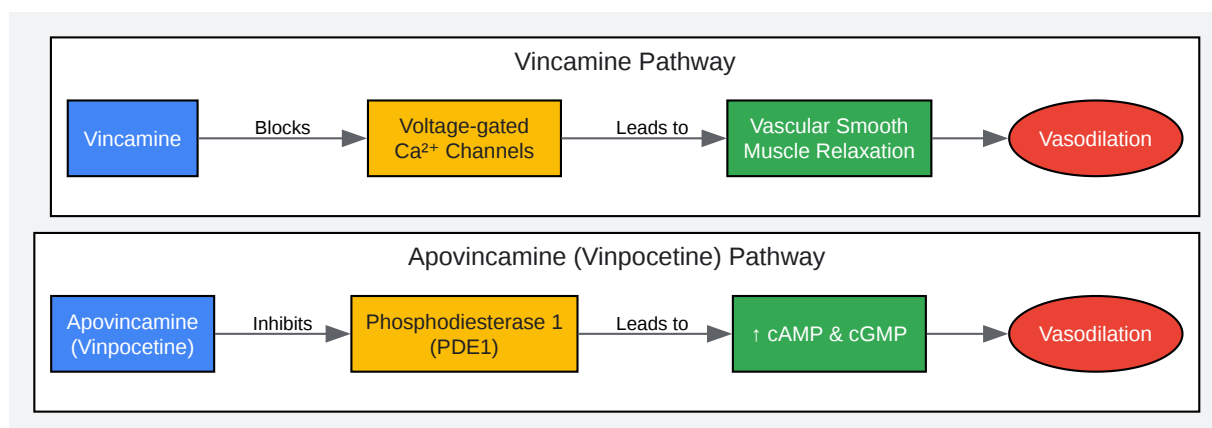 Vincamine Pathway
Vincamine
Blocks
Voltage-gated
Ca²⁺ Channels
Leads to
Vascular Smooth
Muscle Relaxation
Vasodilation
Apovincamine (Vinpocetine) Pathway
Apovincamine
(Vinpocetine)
Inhibits
Phosphodiesterase 1
(PDE1)
Leads to
↑ cAMP & cGMP
Vasodilation